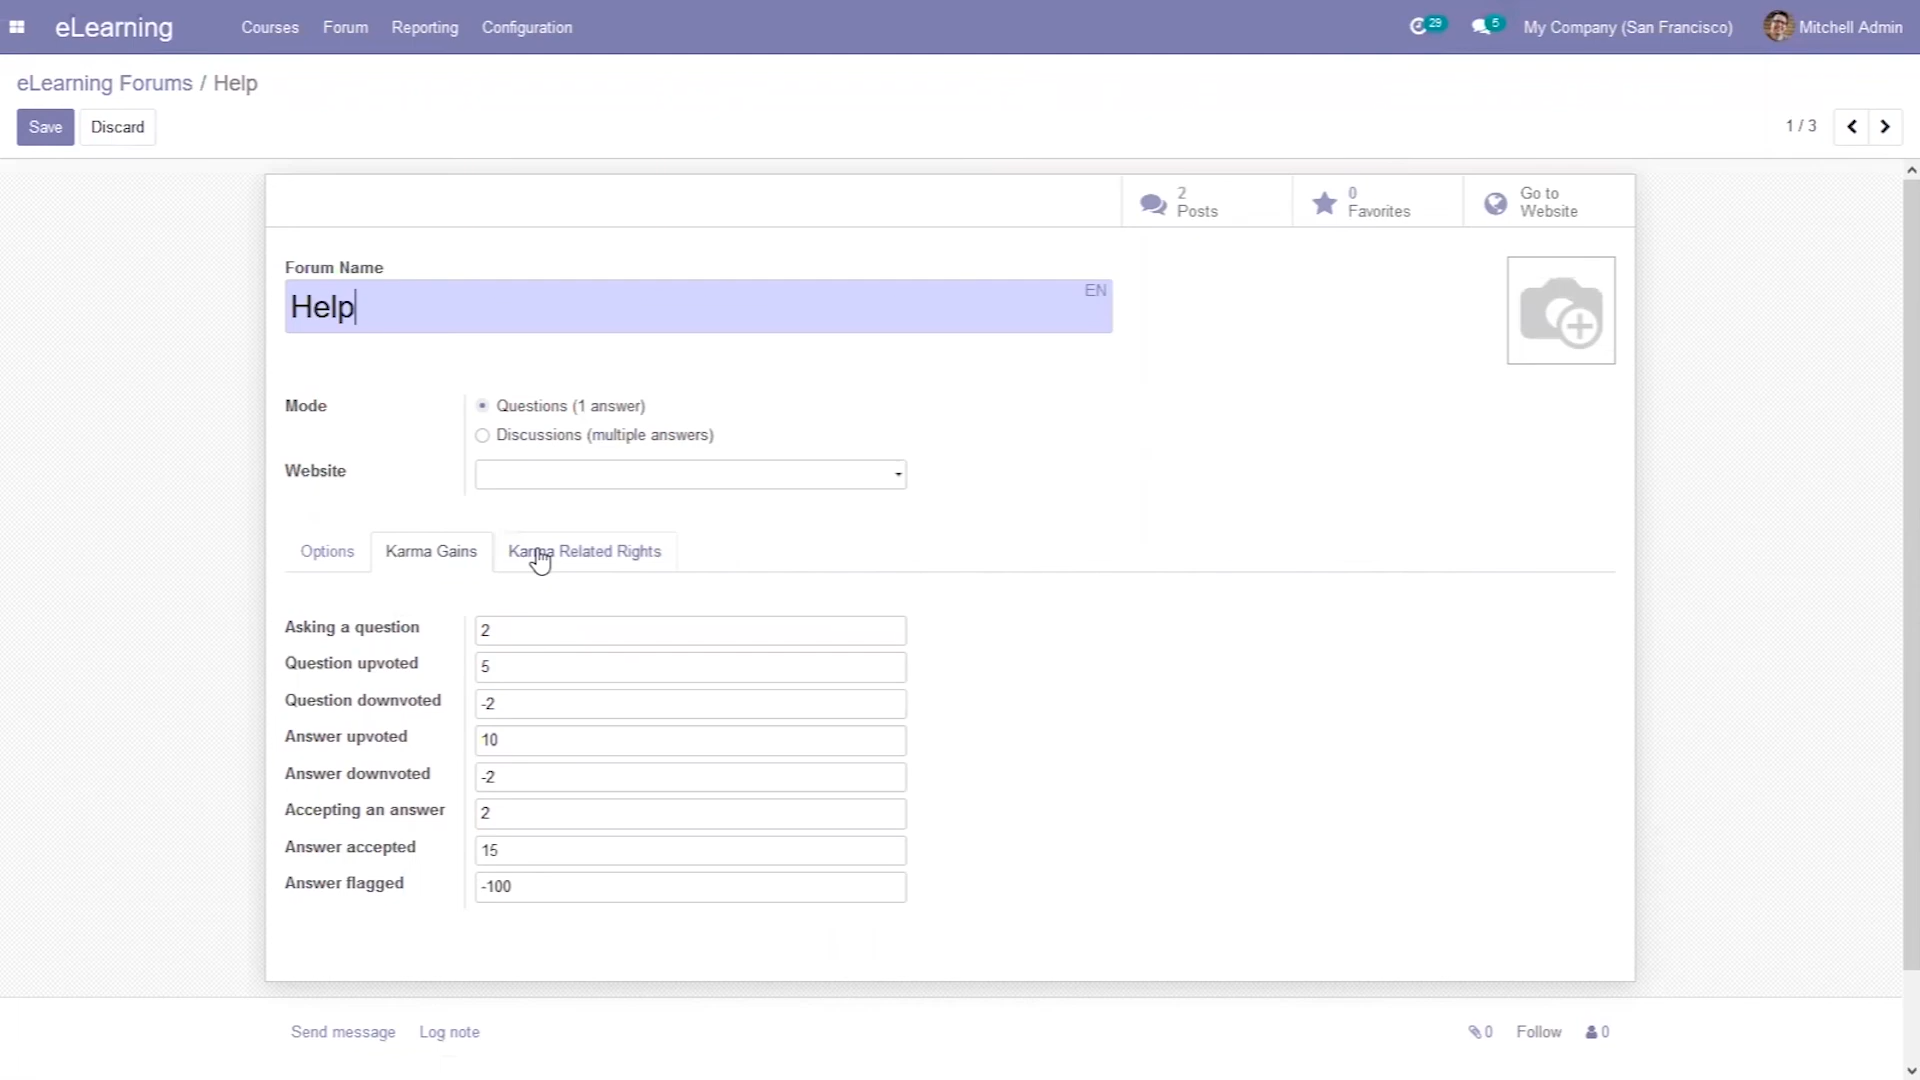 eLearning Courses Forum Reporting Configuration 29 5 My Company (San Francisco) Mitchell Admin
eLearning Forums / Help
Save Discard 1 / 3
2 Posts
0 Favorites
Go to Website
Forum Name
Help EN
Mode
Questions (1 answer)
Discussions (multiple answers)
Website
Options Karma Gains Karma Related Rights
Asking a question 2
Question upvoted 5
Question downvoted -2
Answer upvoted 10
Answer downvoted -2
Accepting an answer 2
Answer accepted 15
Answer flagged -100
Send message Log note 0 Follow 0